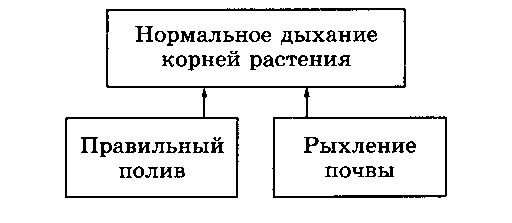 Нормальное дыхание
корней растения
Правильный
полив
Рыхление
почвы